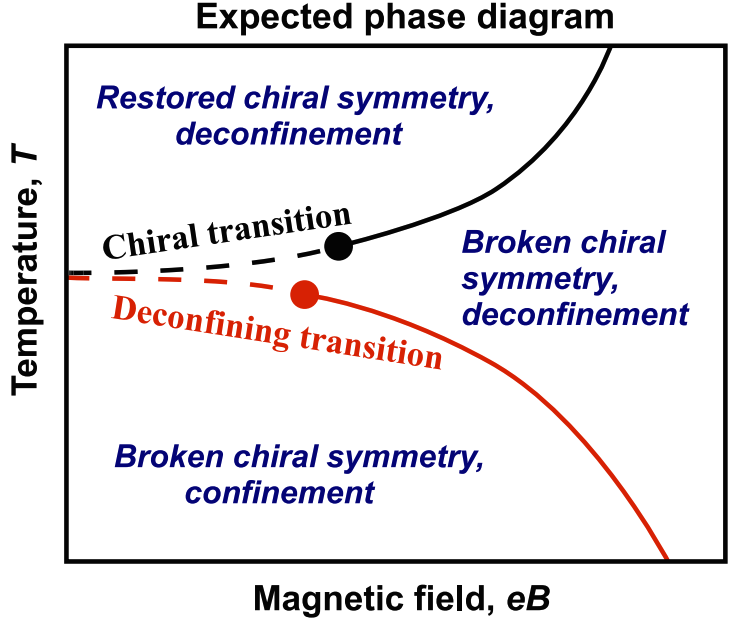 Expected phase diagram
Restored chiral symmetry,
deconfinement
Chiral transition
Broken chiral
symmetry,
deconfinement
Deconfining transition
Broken chiral symmetry,
confinement
Temperature, T
Magnetic field, eB